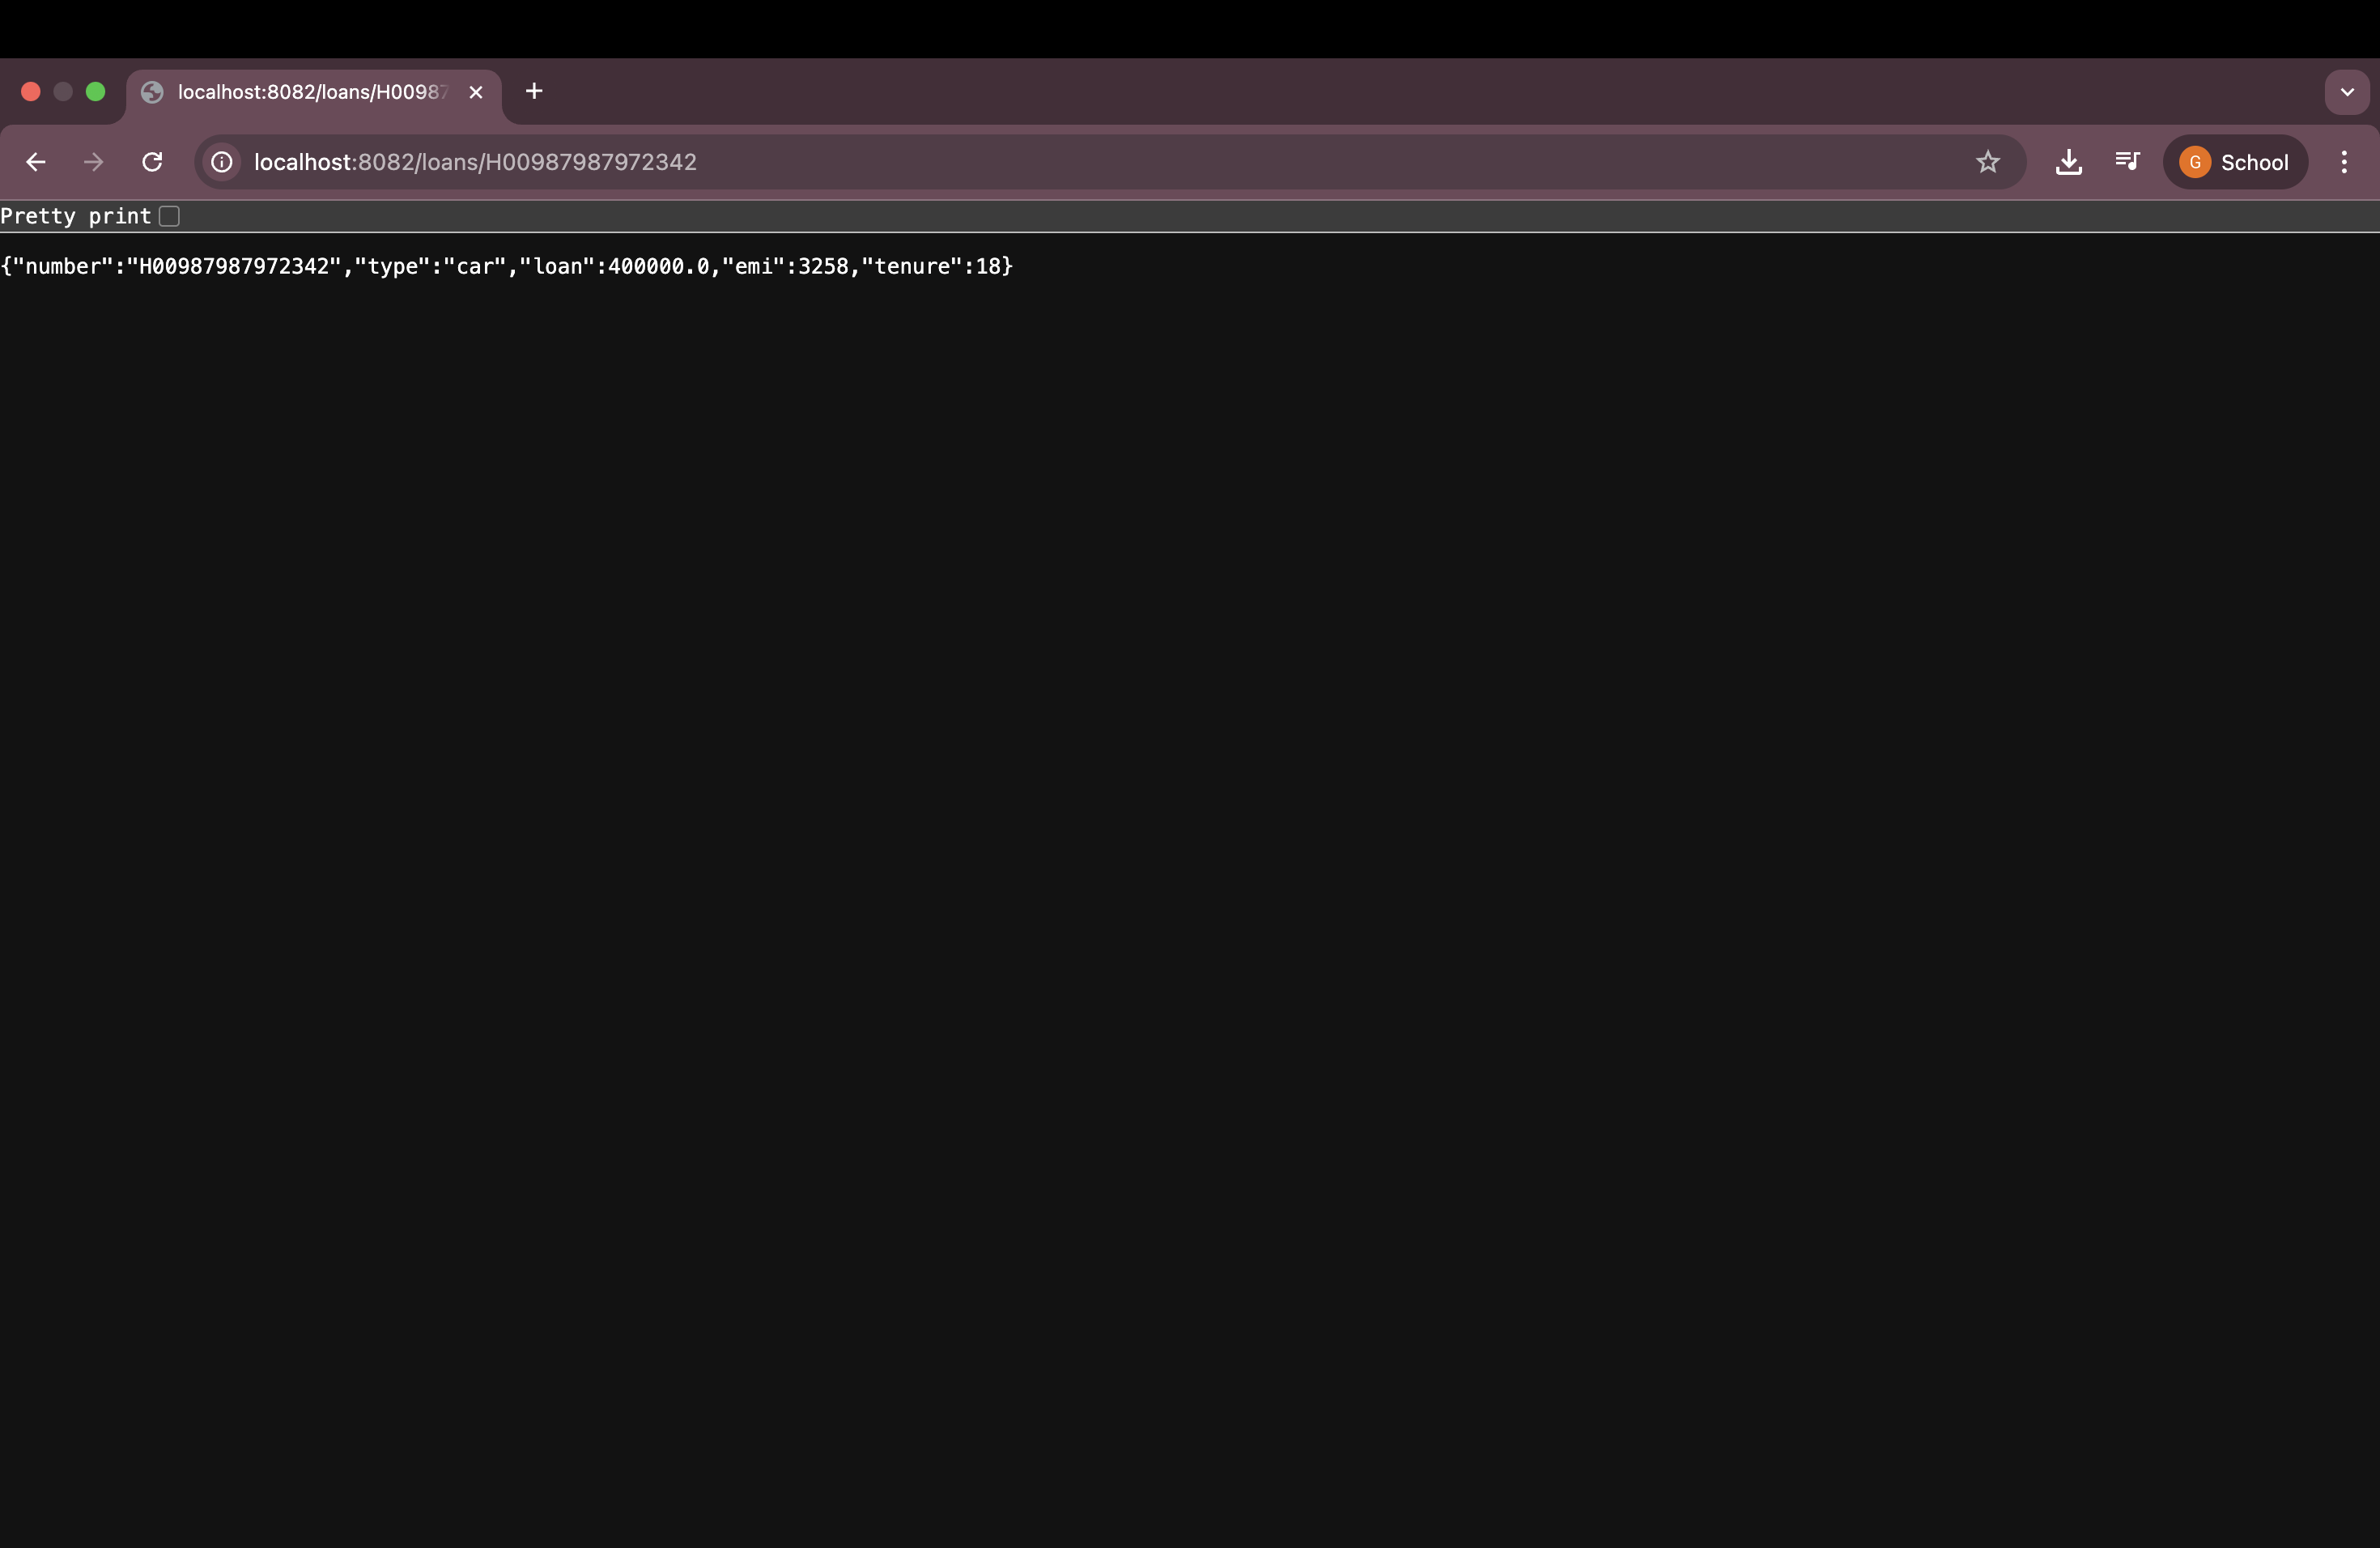 localhost:8082/loans/H00987
localhost:8082/loans/H00987987972342
G School
Pretty print
{"number":"H00987987972342","type":"car","loan":400000.0,"emi":3258,"tenure":18}